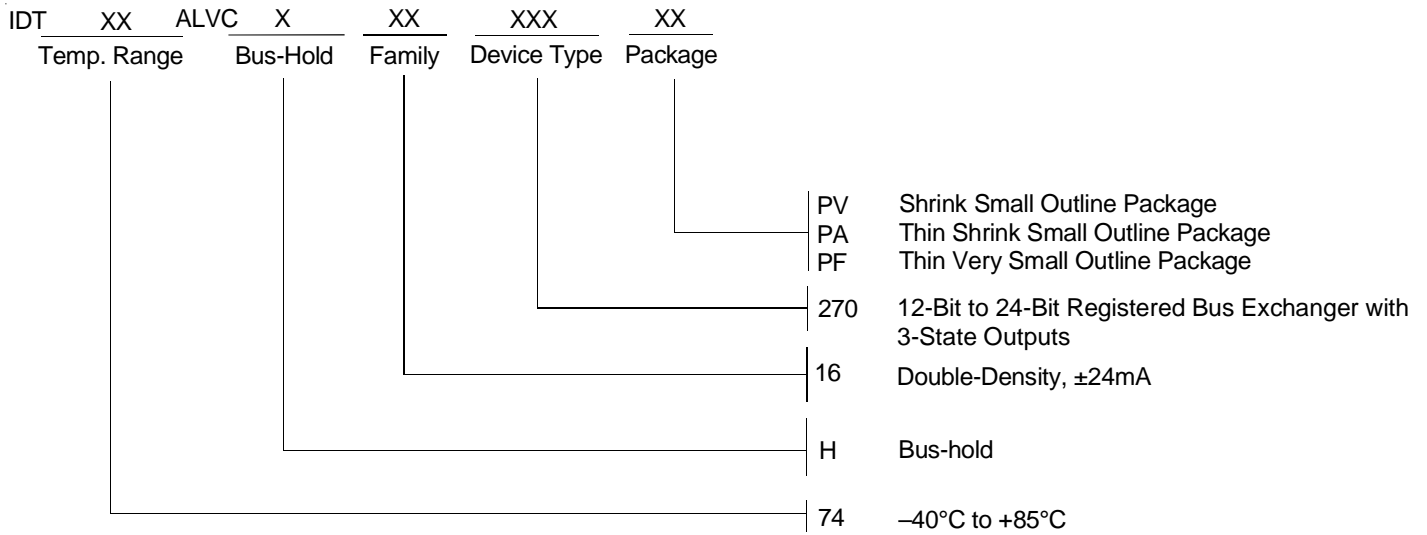 IDT XX ALVC X XX XXX XX
Temp. Range Bus-Hold Family Device Type Package
PV Shrink Small Outline Package
PA Thin Shrink Small Outline Package
PF Thin Very Small Outline Package
270 12-Bit to 24-Bit Registered Bus Exchanger with
3-State Outputs
16 Double-Density, ±24mA
H Bus-hold
74 –40°C to +85°C